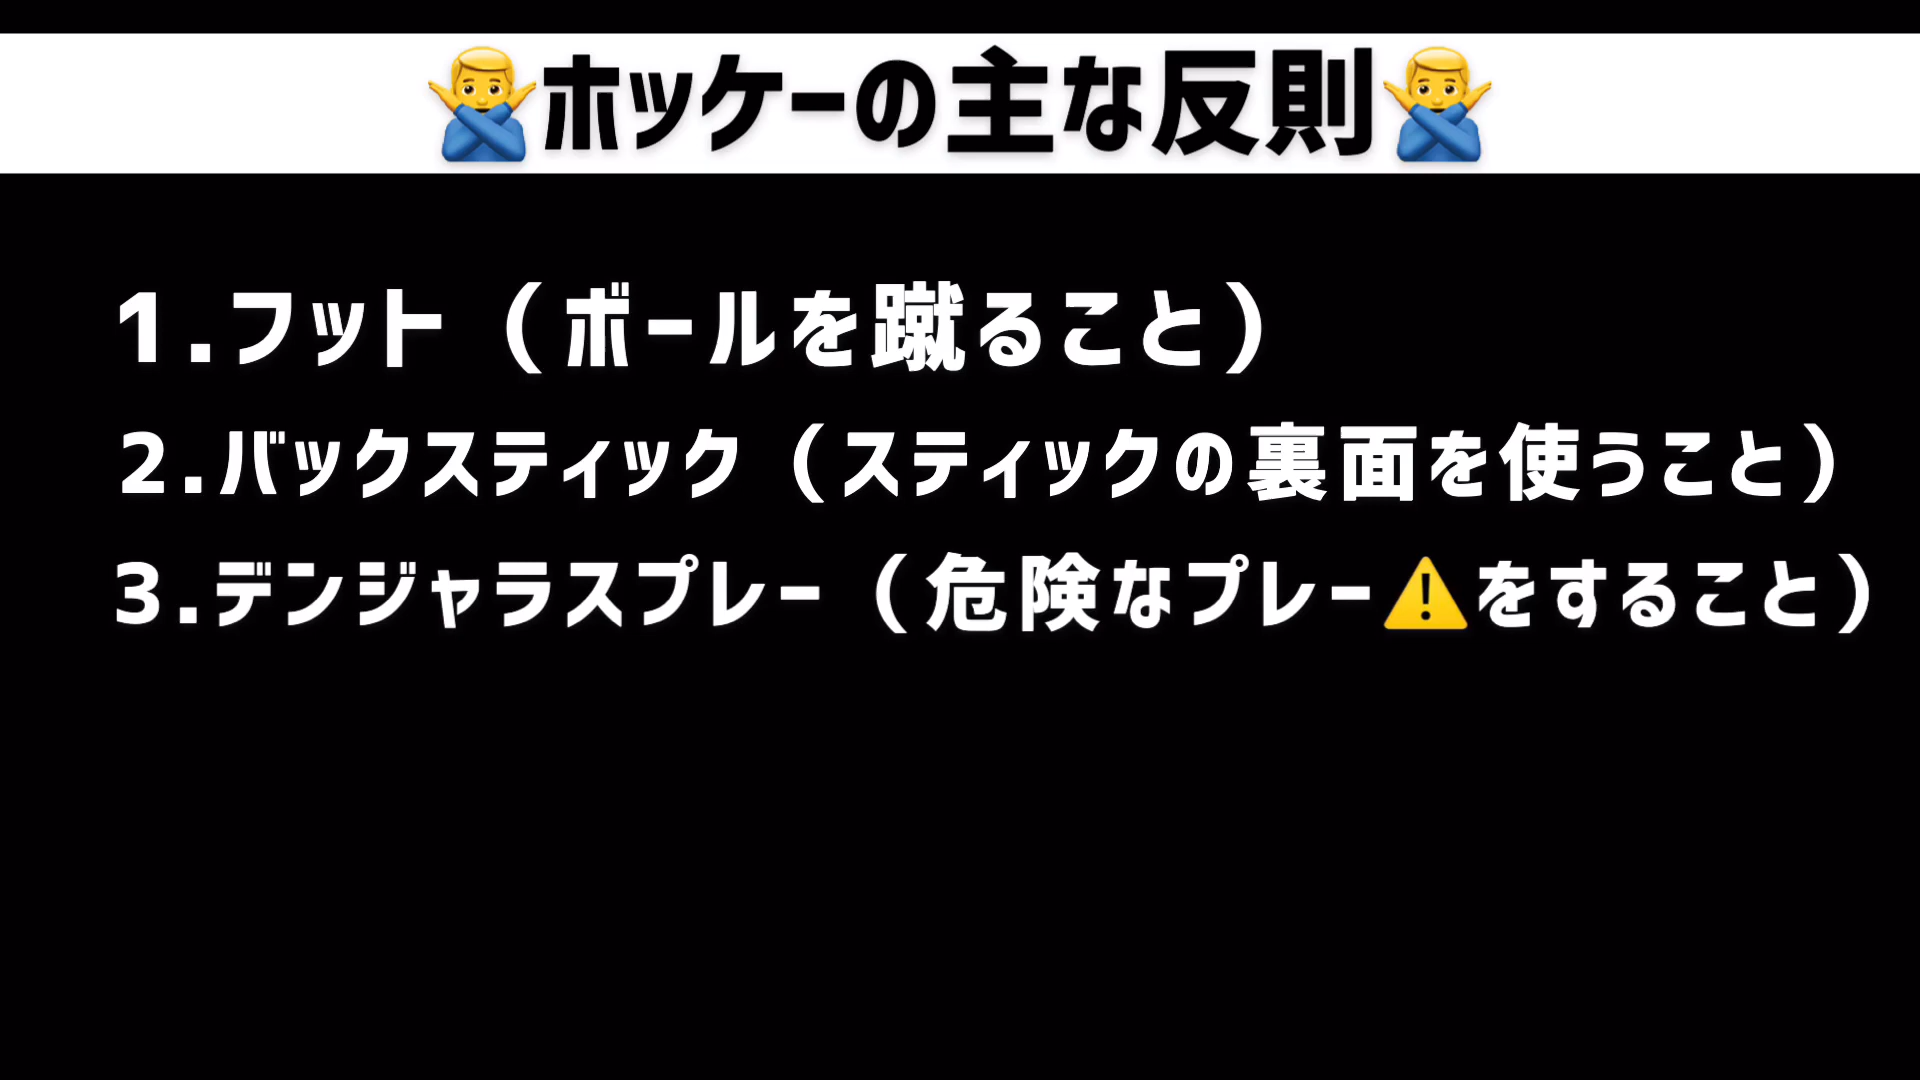 🙅‍♂️ホッケーの主な反則🙅‍♂️
1.フット（ボールを蹴ること）
2.バックスティック（スティックの裏面を使うこと）
3.デンジャラスプレー（危険なプレー⚠️をすること）